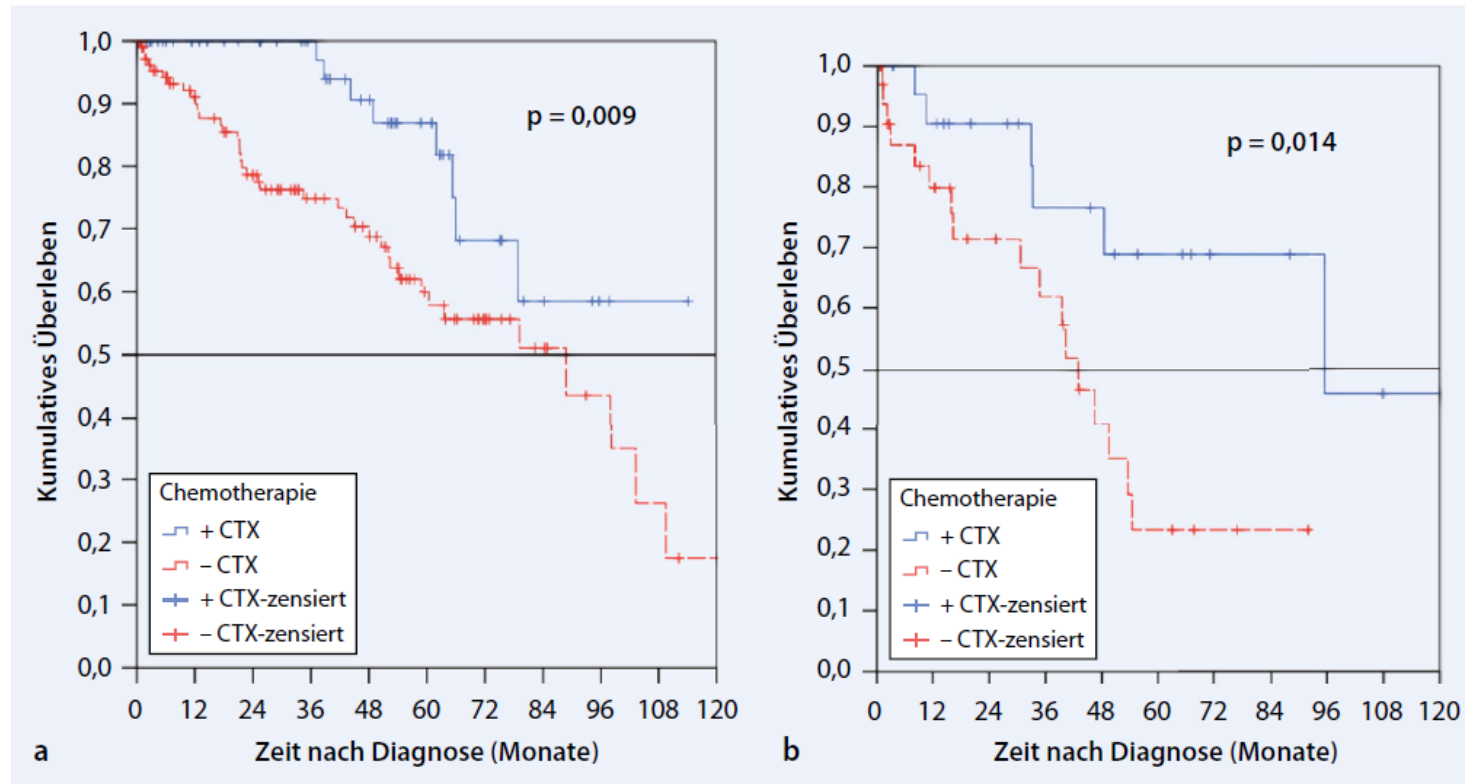 1,0
0,9
0,8
0,7
0,6
0,5
0,4
0,3
0,2
0,1
0,0
Kumulatives Überleben
p = 0,009
Chemotherapie
+ CTX
– CTX
+ CTX-zensiert
– CTX-zensiert
0 12 24 36 48 60 72 84 96 108 120
a Zeit nach Diagnose (Monate)
1,0
0,9
0,8
0,7
0,6
0,5
0,4
0,3
0,2
0,1
0,0
Kumulatives Überleben
p = 0,014
Chemotherapie
+ CTX
– CTX
+ CTX-zensiert
– CTX-zensiert
0 12 24 36 48 60 72 84 96 108 120
b Zeit nach Diagnose (Monate)